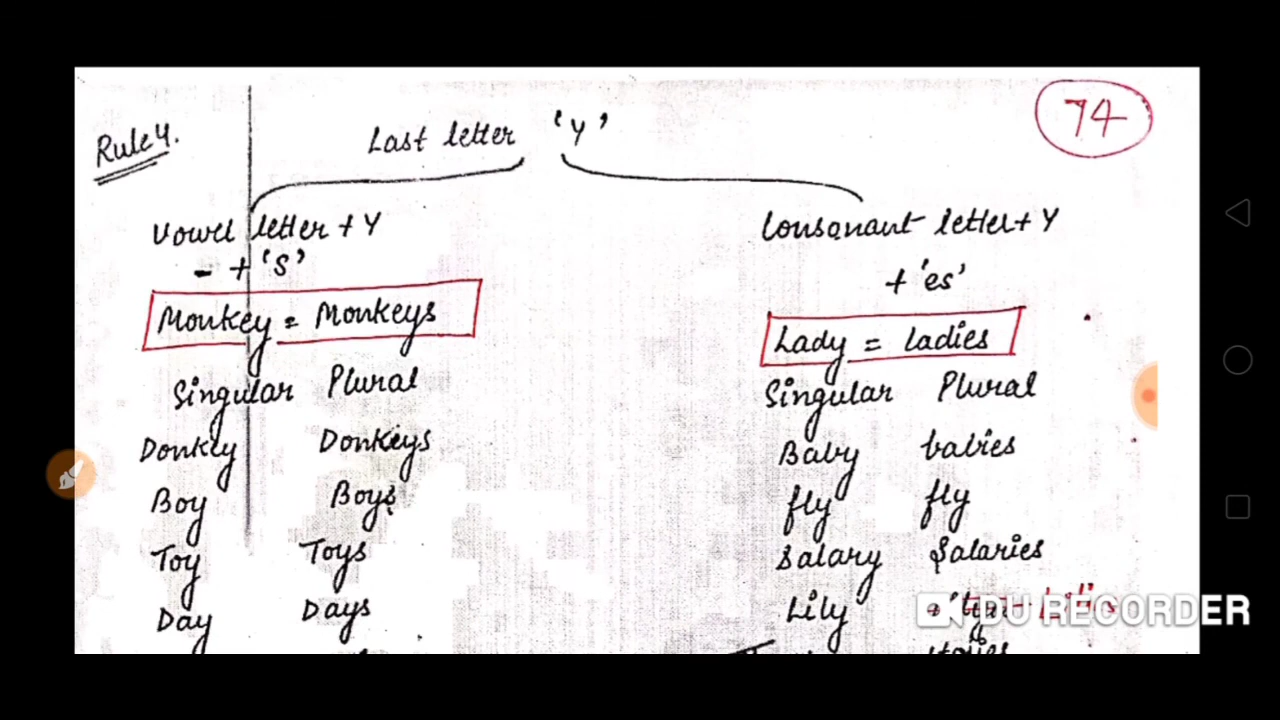 74
Rule 4.
Last letter 'y'
Vowel letter + Y
- + 'S'
Monkey = Monkeys
Singular Plural
Donkey Donkeys
Boy Boys
Toy Toys
Day Days
Consonant letter + Y
+ 'es'
Lady = ladies
Singular Plural
Baby babies
fly fly
Salary Salaries
Lily
DU RECORDER